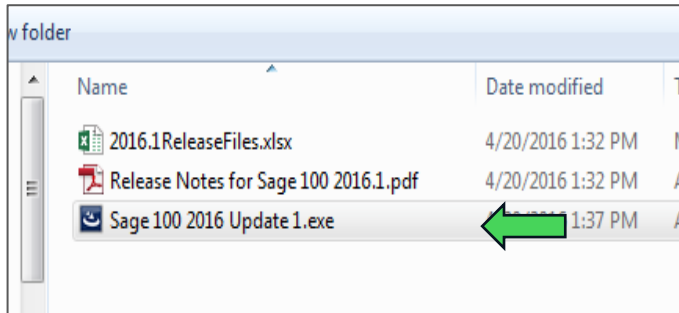 v folder
Name Date modified
2016.1ReleaseFiles.xlsx 4/20/2016 1:32 PM
Release Notes for Sage 100 2016.1.pdf 4/20/2016 1:32 PM
Sage 100 2016 Update 1.exe 1:37 PM